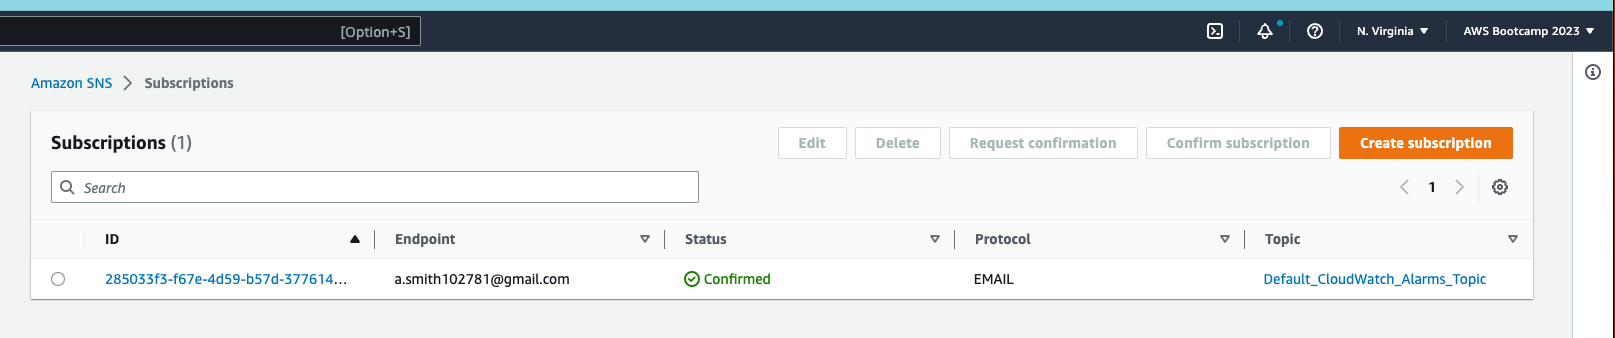 [Option+S]
N. Virginia
AWS Bootcamp 2023
Amazon SNS
Subscriptions
Subscriptions (1)
Edit
Delete
Request confirmation
Confirm subscription
Create subscription
Search
1
ID
Endpoint
Status
Protocol
Topic
285033f3-f67e-4d59-b57d-377614...
a.smith102781@gmail.com
Confirmed
EMAIL
Default_CloudWatch_Alarms_Topic